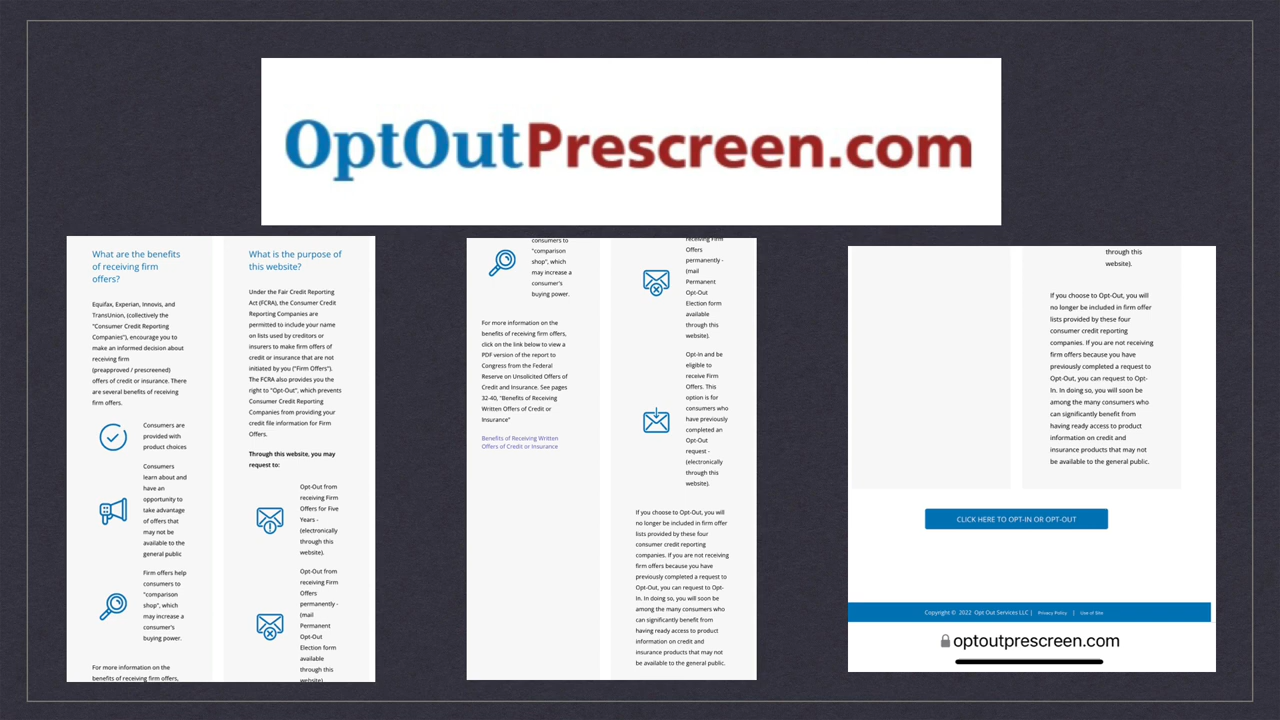 OptOutPrescreen.com
What are the benefits
of receiving firm
offers?
Equifax, Experian, Innovis, and
TransUnion, (collectively the
"Consumer Credit Reporting
Companies"), encourage you to
make an informed decision about
receiving firm
(preapproved / prescreened)
offers of credit or insurance. There
are several benefits of receiving
firm offers.
Consumers are
provided with
product choices
Consumers
learn about and
have an
opportunity to
take advantage
of offers that
may not be
available to the
general public
Firm offers help
consumers to
"comparison
shop", which
may increase a
consumer's
buying power.
For more information on the
benefits of receiving firm offers,
What is the purpose of
this website?
Under the Fair Credit Reporting
Act (FCRA), the Consumer Credit
Reporting Companies are
permitted to include your name
on lists used by creditors or
insurers to make firm offers of
credit or insurance that are not
initiated by you ("Firm Offers").
The FCRA also provides you the
right to "Opt-Out", which prevents
Consumer Credit Reporting
Companies from providing your
credit file information for Firm
Offers.
Through this website, you may
request to:
Opt-Out from
receiving Firm
Offers for Five
Years -
(electronically
through this
website).
Opt-Out from
receiving Firm
Offers
permanently -
(mail
Permanent
Opt-Out
Election form
available
through this
website).
consumers to
"comparison
shop", which
may increase a
consumer's
buying power.
For more information on the
benefits of receiving firm offers,
click on the link below to view a
PDF version of the report to
Congress from the Federal
Reserve on Unsolicited Offers of
Credit and Insurance. See pages
32-40, "Benefits of Receiving
Written Offers of Credit or
Insurance"
Benefits of Receiving Written
Offers of Credit or Insurance
receiving Firm
Offers
permanently -
(mail
Permanent
Opt-Out
Election form
available
through this
website).
Opt-In and be
eligible to
receive Firm
Offers. This
option is for
consumers who
have previously
completed an
Opt-Out
request -
(electronically
through this
website).
If you choose to Opt-Out, you will
no longer be included in firm offer
lists provided by these four
consumer credit reporting
companies. If you are not receiving
firm offers because you have
previously completed a request to
Opt-Out, you can request to Opt-
In. In doing so, you will soon be
among the many consumers who
can significantly benefit from
having ready access to product
information on credit and
insurance products that may not
be available to the general public.
through this
website).
If you choose to Opt-Out, you will
no longer be included in firm offer
lists provided by these four
consumer credit reporting
companies. If you are not receiving
firm offers because you have
previously completed a request to
Opt-Out, you can request to Opt-
In. In doing so, you will soon be
among the many consumers who
can significantly benefit from
having ready access to product
information on credit and
insurance products that may not
be available to the general public.
CLICK HERE TO OPT-IN OR OPT-OUT
Copyright © 2022 Opt Out Services LLC | Privacy Policy | Use of Site
optoutprescreen.com